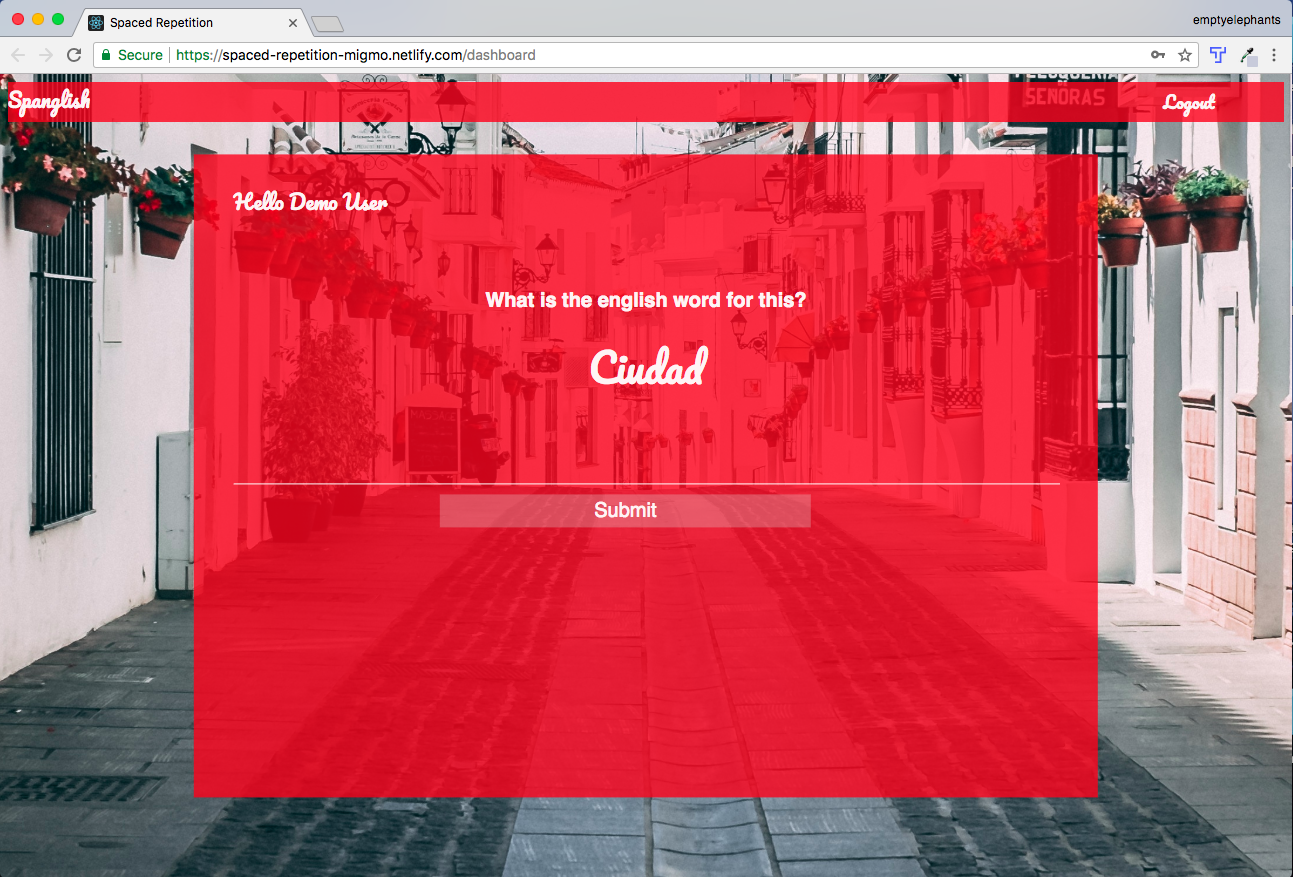 Spaced Repetition
emptyelephants
Secure
https://spaced-repetition-migmo.netlify.com/dashboard
SEÑORAS
Spanglish
Logout
Hello Demo User
What is the english word for this?
Ciudad
Submit